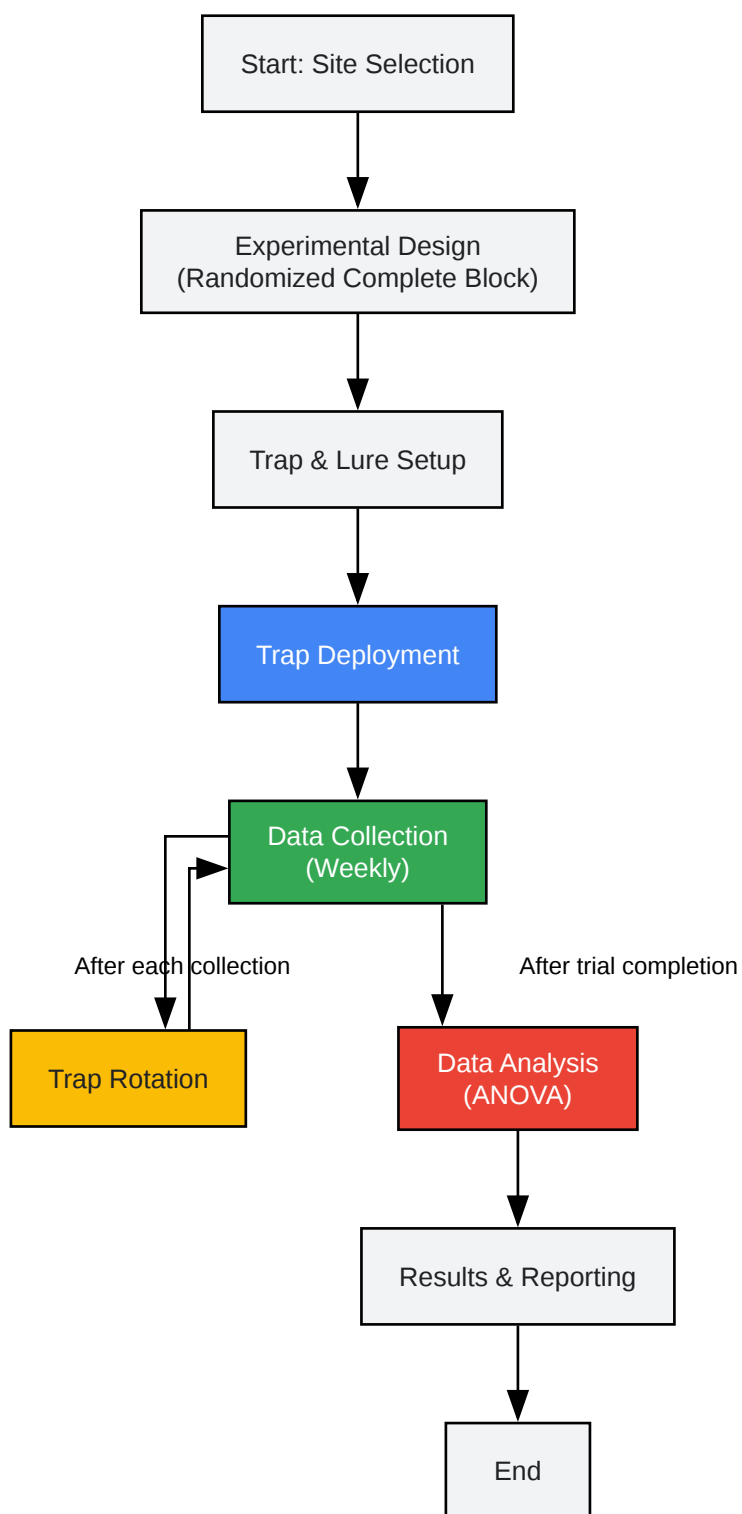 Start: Site Selection
Experimental Design
(Randomized Complete Block)
Trap & Lure Setup
Trap Deployment
Data Collection
(Weekly)
After each collection
After trial completion
Trap Rotation
Data Analysis
(ANOVA)
Results & Reporting
End